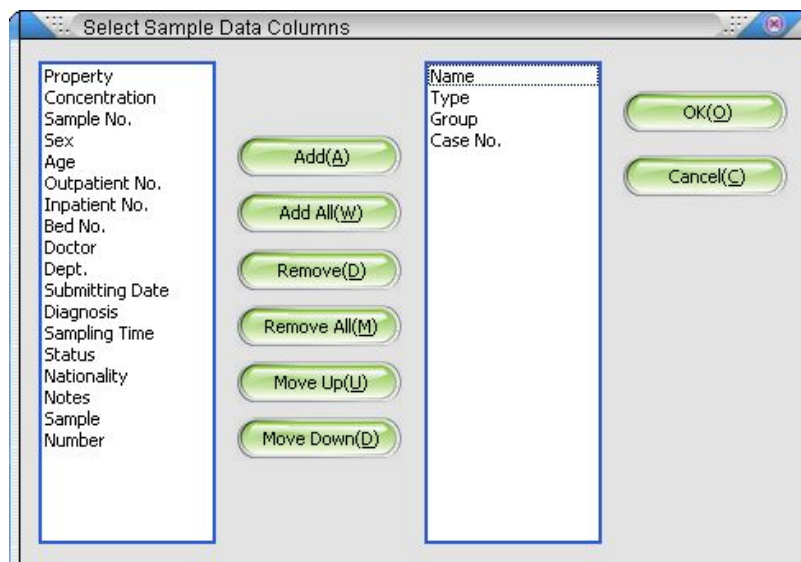 Select Sample Data Columns
Property
Concentration
Sample No.
Sex
Age
Outpatient No.
Inpatient No.
Bed No.
Doctor
Dept.
Submitting Date
Diagnosis
Sampling Time
Status
Nationality
Notes
Sample
Number
Add(A)
Add All(W)
Remove(D)
Remove All(M)
Move Up(U)
Move Down(D)
Name
Type
Group
Case No.
OK(O)
Cancel(C)